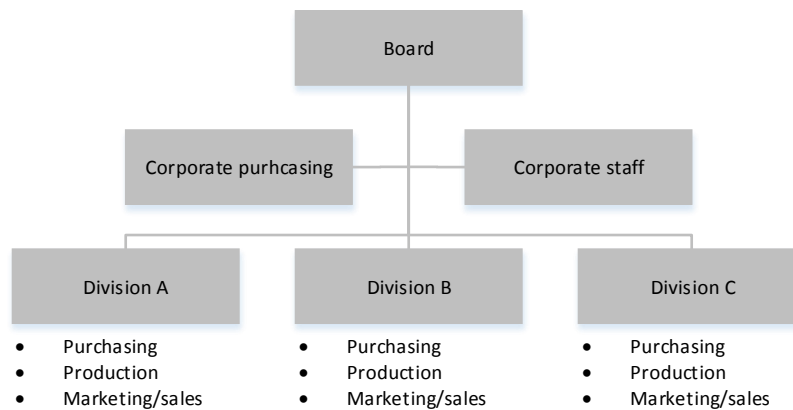 Board
Corporate purhcasing
Corporate staff
Division A
Division B
Division C
• Purchasing
• Production
• Marketing/sales
• Purchasing
• Production
• Marketing/sales
• Purchasing
• Production
• Marketing/sales